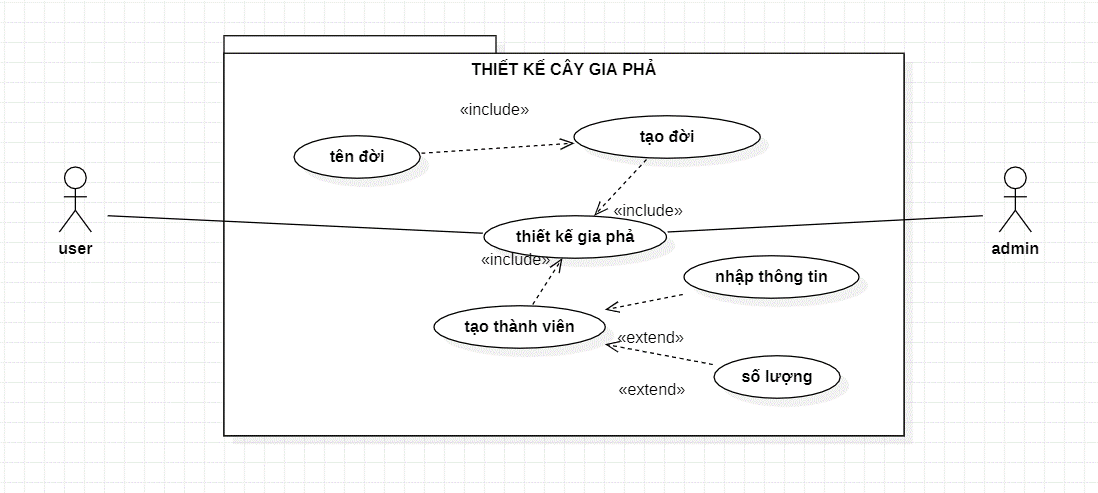 THIẾT KẾ CÂY GIA PHẢ
«include»
tạo đời
tên đời
«include»
thiết kế gia phả
user
admin
«include»
nhập thông tin
tạo thành viên
«extend»
số lượng
«extend»